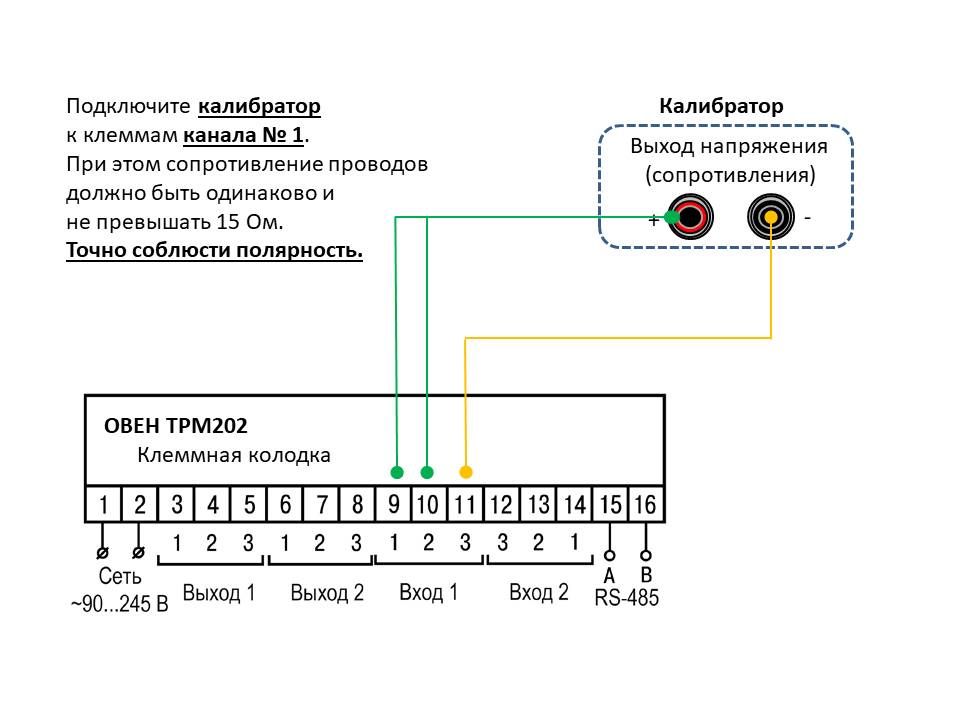 Подключите калибратор
к клеммам канала № 1.
При этом сопротивление проводов
должно быть одинаково и
не превышать 15 Ом.
Точно соблюсти полярность.
Калибратор
Выход напряжения
(сопротивления)
+ -
ОВЕН ТРМ202
Клеммная колодка
1 2 3 4 5 6 7 8 9 10 11 12 13 14 15 16
1 2 3 1 2 3 1 2 3 3 2 1
Сеть
~90...245 В
Выход 1 Выход 2 Вход 1 Вход 2
A B
RS-485